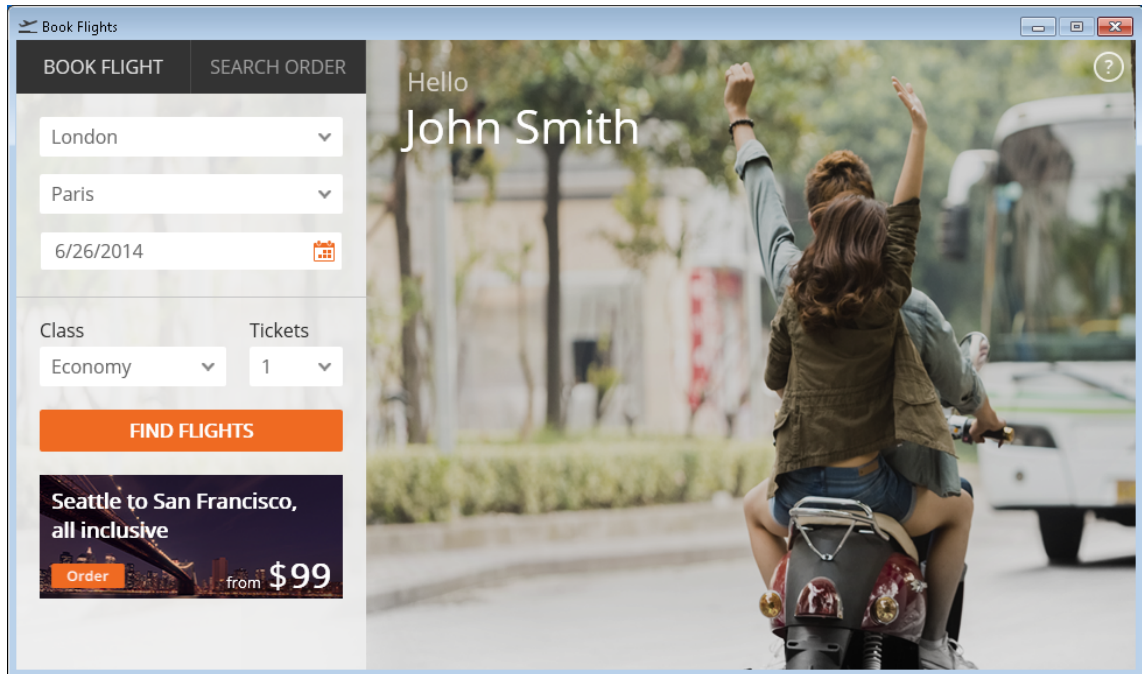 Book Flights
BOOK FLIGHT
SEARCH ORDER
London
Paris
6/26/2014
Class
Tickets
Economy
1
FIND FLIGHTS
Seattle to San Francisco,
all inclusive
Order
from $99
Hello
John Smith
?